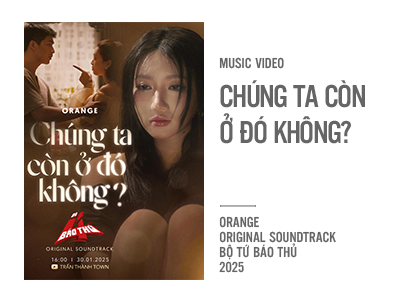 ORANGE
Chúng ta
còn ở đó
không?
BỘ TỨ
BÁO THỦ
ORIGINAL SOUNDTRACK
16:00 | 30.01.2025
TRẤN THÀNH TOWN
MUSIC VIDEO
CHÚNG TA CÒN
Ở ĐÓ KHÔNG?
ORANGE
ORIGINAL SOUNDTRACK
BỘ TỨ BÁO THỦ
2025